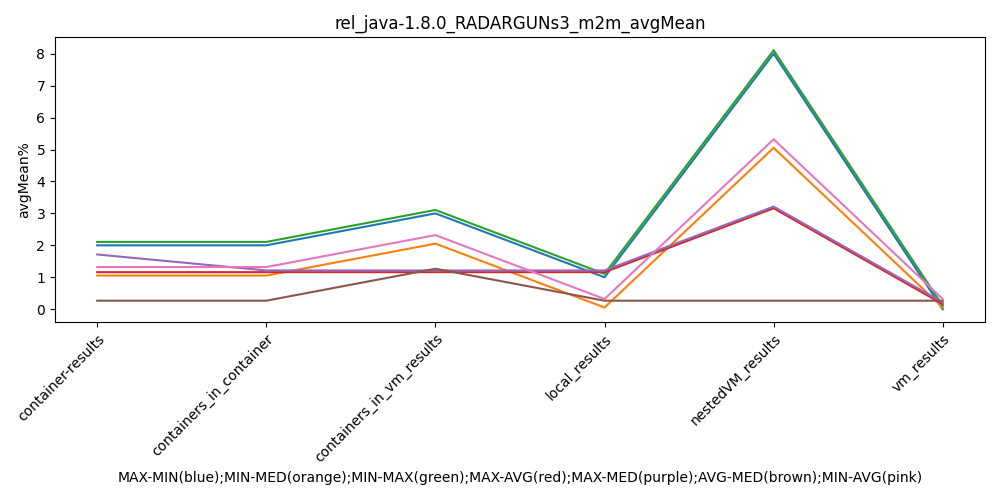 rel_java-1.8.0_RADARGUNs3_m2m_avgMean
avgMean%
8
7
6
5
4
3
2
1
0
container-results
containers_in_container
containers_in_vm_results
local_results
nestedVM_results
vm_results
MAX-MIN(blue);MIN-MED(orange);MIN-MAX(green);MAX-AVG(red);MAX-MED(purple);AVG-MED(brown);MIN-AVG(pink)